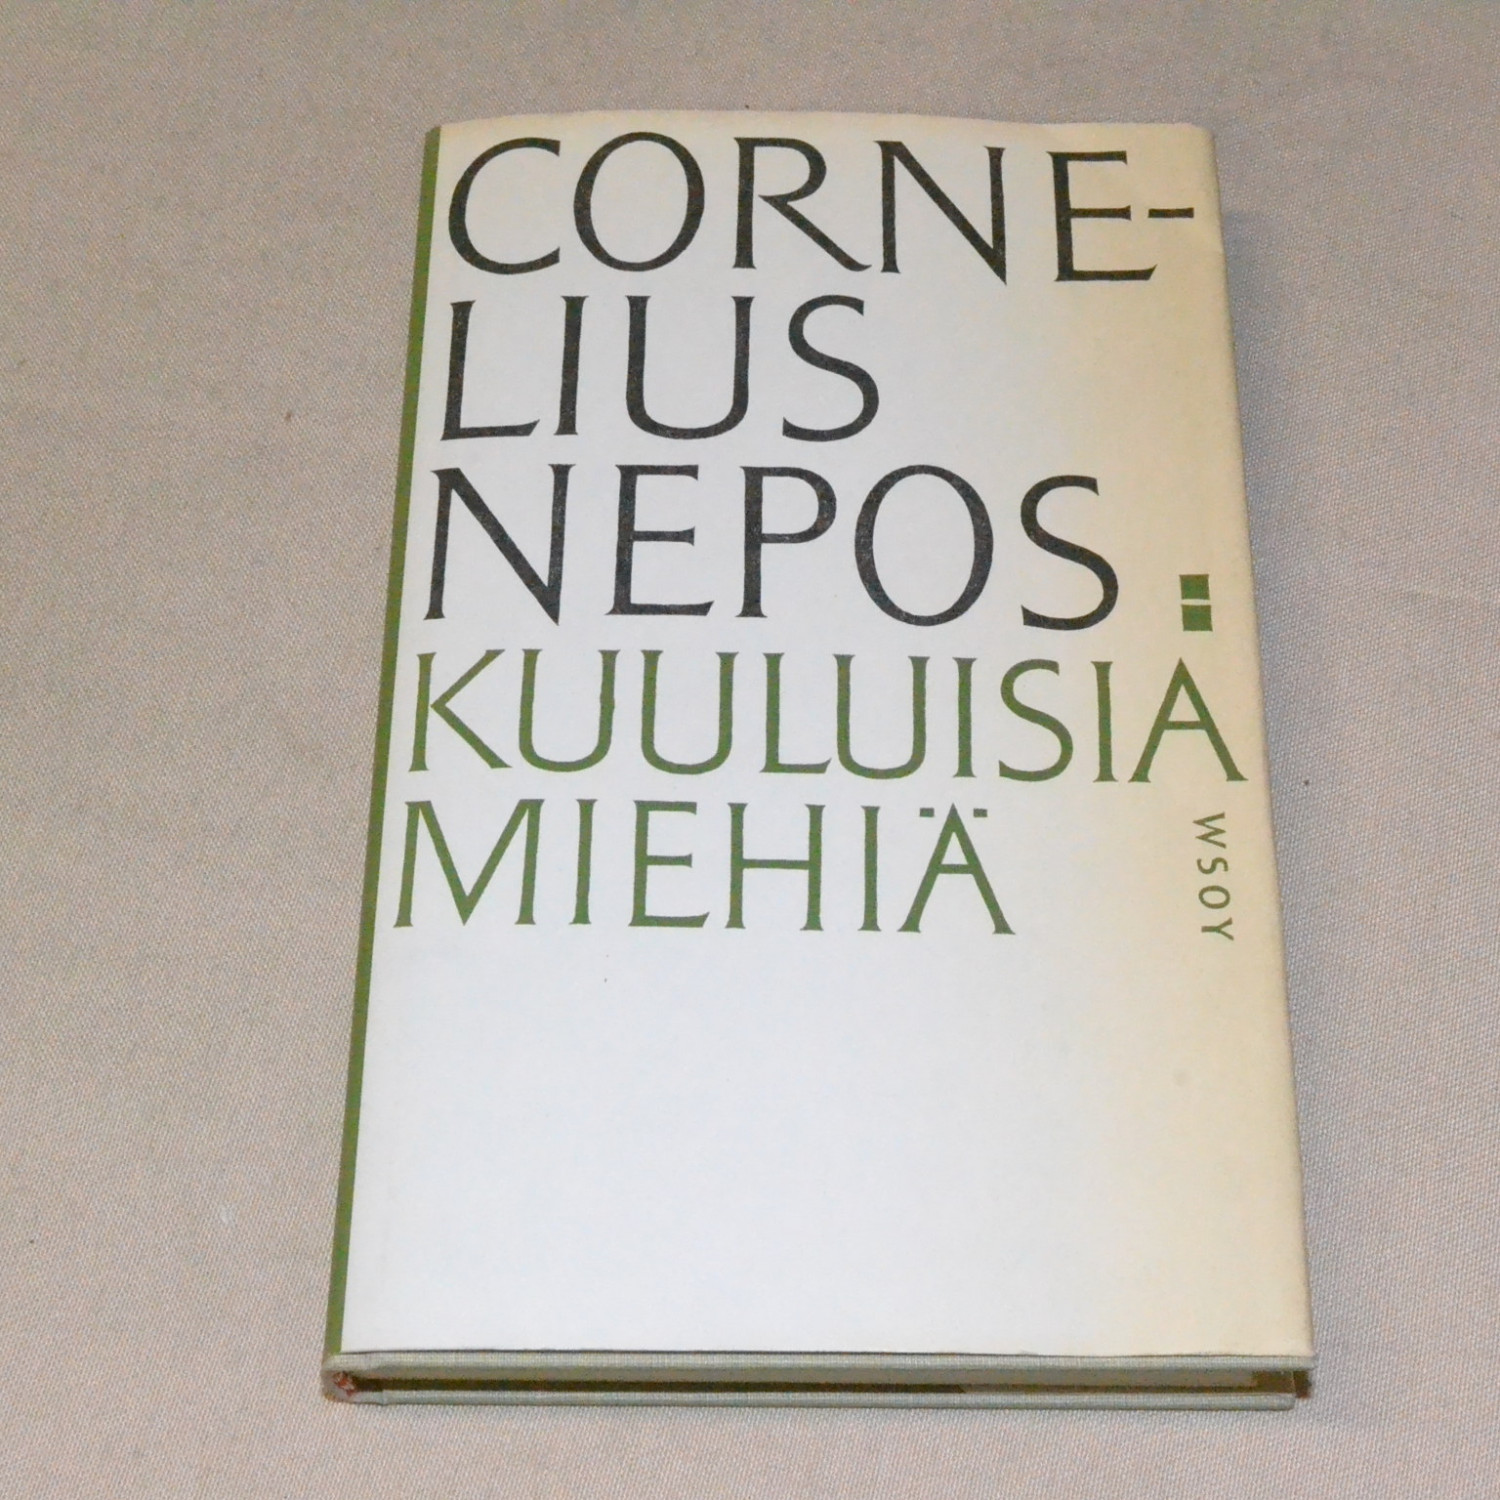 CORNE-
LIUS
NEPOS
KUULUISIA
MIEHIÄ
WSOY